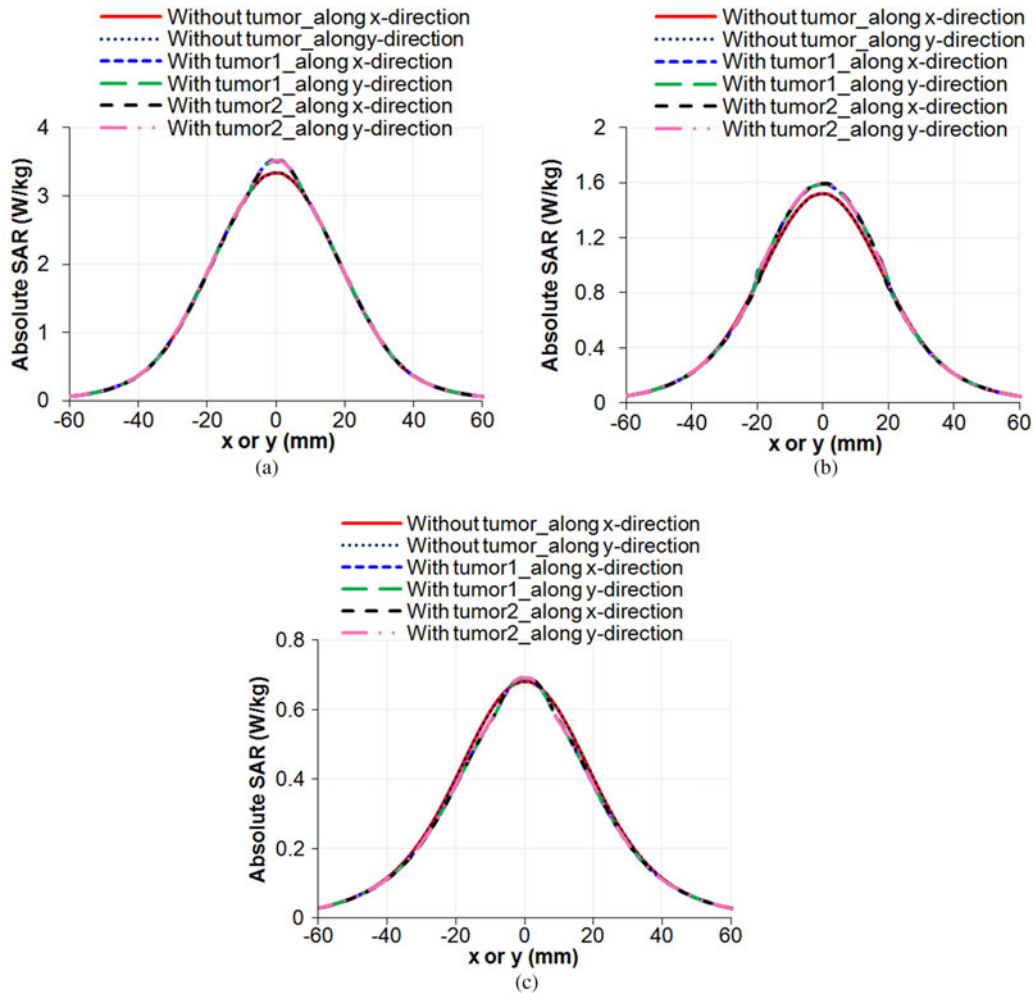 Without tumor_along x-direction
Without tumor_alongy-direction
With tumor1_along x-direction
With tumor1_along y-direction
With tumor2_along x-direction
With tumor2_along y-direction
Absolute SAR (W/kg)
4
3
2
1
0
-60 -40 -20 0 20 40 60
x or y (mm)
(a)
Without tumor_along x-direction
Without tumor_along y-direction
With tumor1_along x-direction
With tumor1_along y-direction
With tumor2_along x-direction
With tumor2_along y-direction
Absolute SAR (W/kg)
2
1.6
1.2
0.8
0.4
0
-60 -40 -20 0 20 40 60
x or y (mm)
(b)
Without tumor_along x-direction
Without tumor_along y-direction
With tumor1_along x-direction
With tumor1_along y-direction
With tumor2_along x-direction
With tumor2_along y-direction
Absolute SAR (W/kg)
0.8
0.6
0.4
0.2
0
-60 -40 -20 0 20 40 60
x or y (mm)
(c)